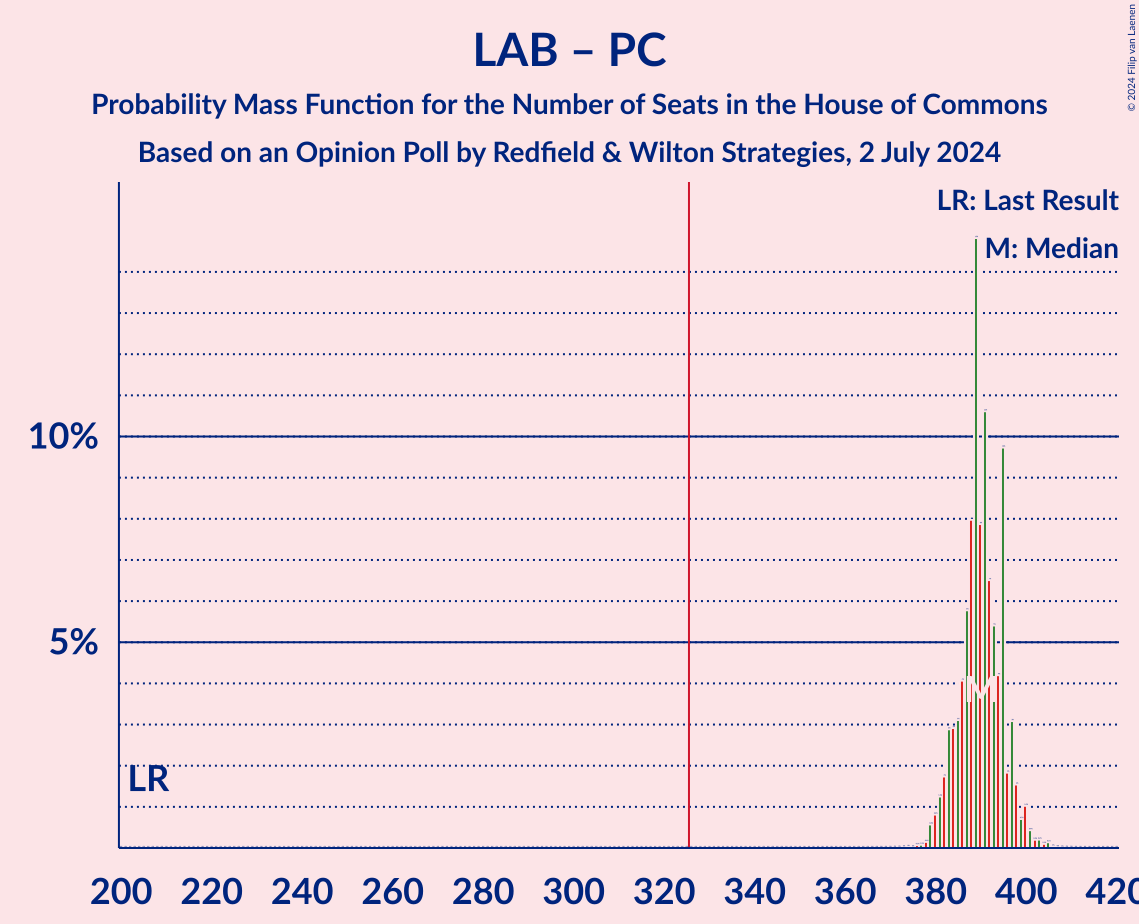 LAB – PC
Probability Mass Function for the Number of Seats in the House of Commons
Based on an Opinion Poll by Redfield & Wilton Strategies, 2 July 2024
© 2024 Filip van Laenen
LR: Last Result
M: Median
10%
5%
M
LR
200 220 240 260 280 300 320 340 360 380 400 420